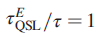 τ^E_QSL/τ = 1